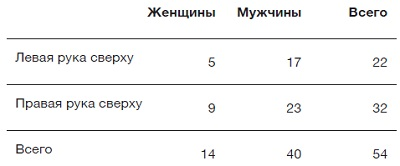 Женщины Мужчины Всего
Левая рука сверху 5 17 22
Правая рука сверху 9 23 32
Всего 14 40 54